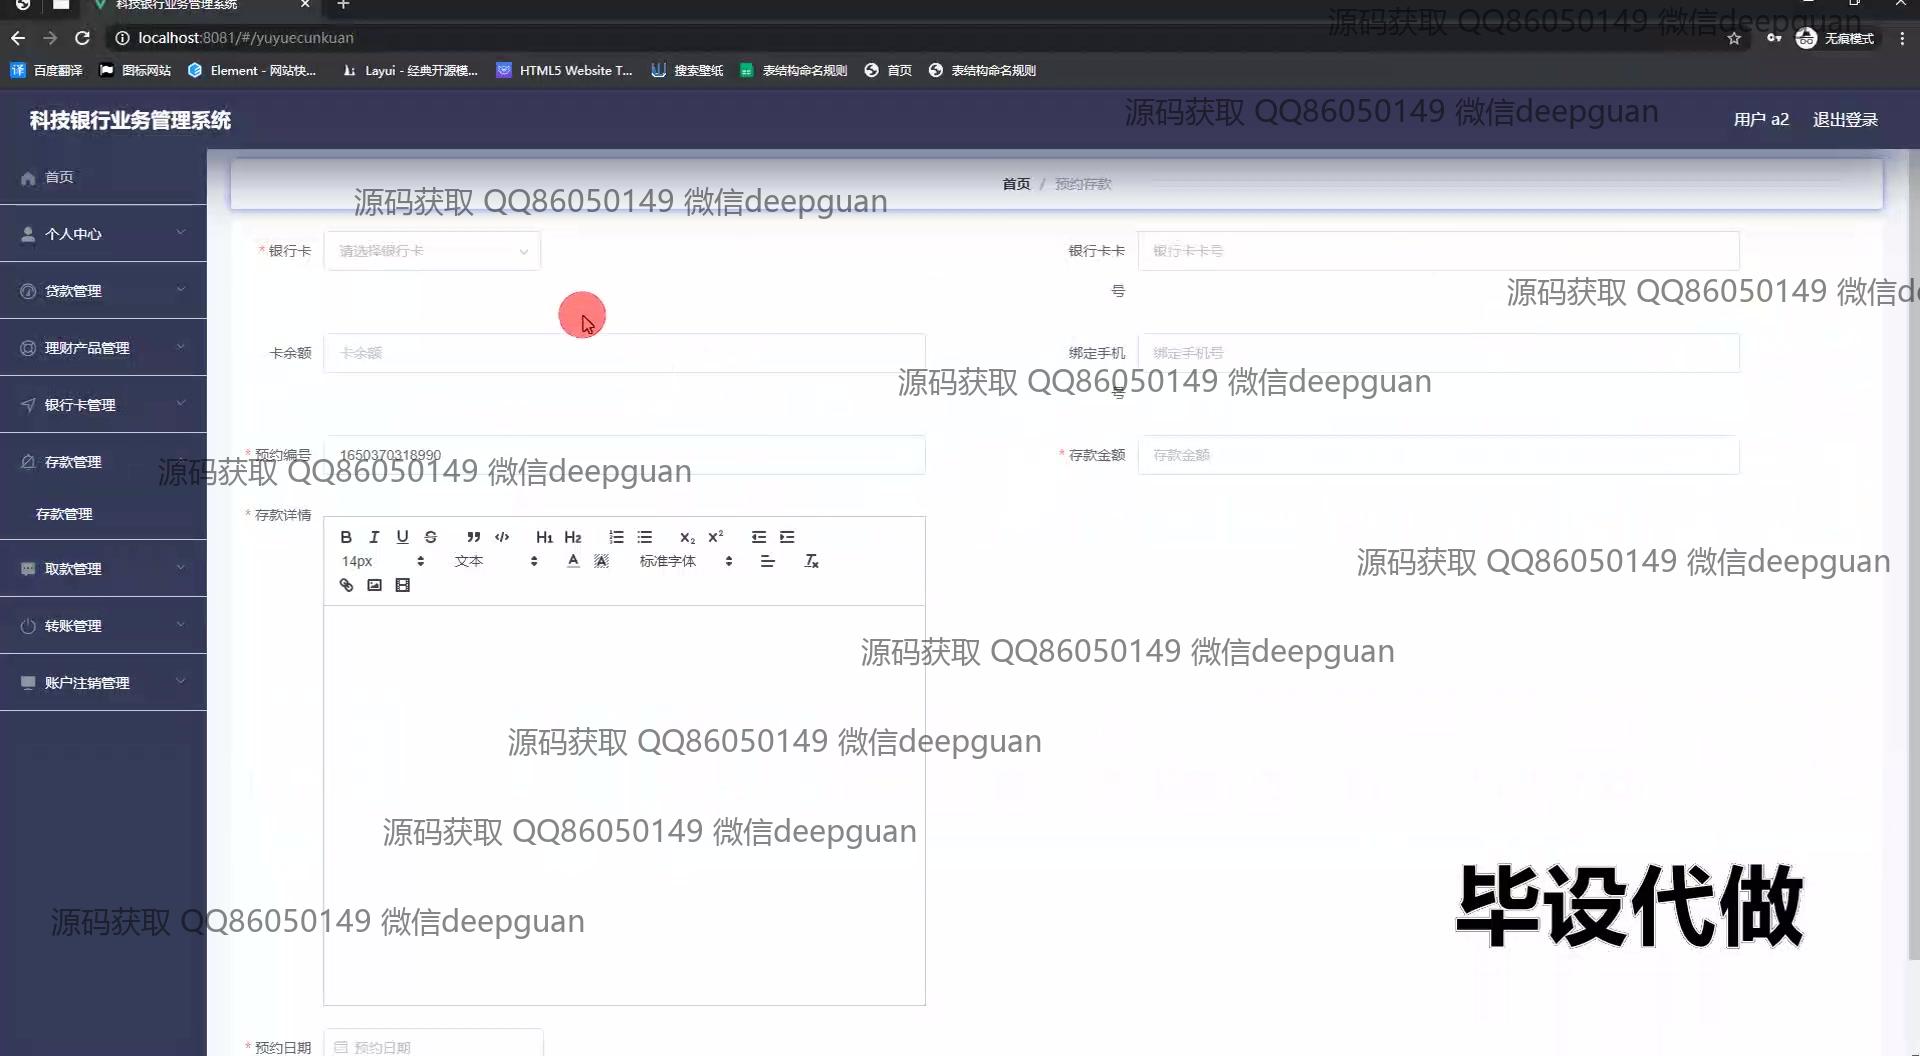 科技银行业务管理系统
localhost:8081/#/yuyuecunkuan
无痕模式
源码获取 QQ86050149 微信deepguan
百度翻译 图标网站 Element - 网站快... Layui - 经典开源模... HTML5 Website T... 搜索壁纸 表结构命名规则 首页 表结构命名规则
科技银行业务管理系统
源码获取 QQ86050149 微信deepguan
用户 a2 退出登录
首页
个人中心
贷款管理
理财产品管理
银行卡管理
存款管理
存款管理
取款管理
转账管理
账户注销管理
首页 / 预约存款
源码获取 QQ86050149 微信deepguan
* 银行卡 请选择银行卡
银行卡卡号 银行卡卡号
源码获取 QQ86050149 微信d
卡余额 卡余额
绑定手机号 绑定手机号
源码获取 QQ86050149 微信deepguan
* 预约编号 1650370318990
* 存款金额 存款金额
源码获取 QQ86050149 微信deepguan
* 存款详情
B I U S H1 H2 X₂ X²
14px 文本 A A 标准字体
源码获取 QQ86050149 微信deepguan
源码获取 QQ86050149 微信deepguan
源码获取 QQ86050149 微信deepguan
源码获取 QQ86050149 微信deepguan
源码获取 QQ86050149 微信deepguan
毕设代做
* 预约日期 预约日期